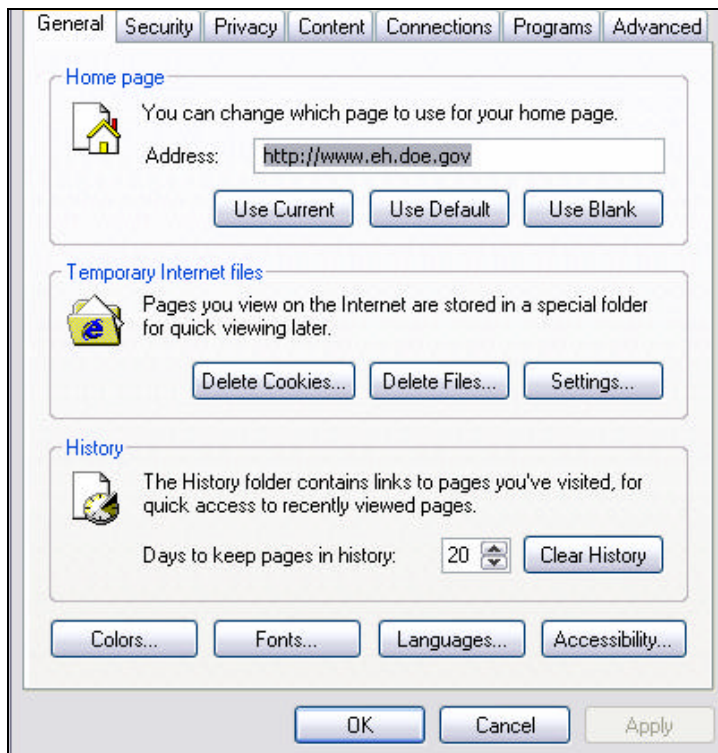 General Security Privacy Content Connections Programs Advanced
Home page
You can change which page to use for your home page.
Address: http://www.eh.doe.gov
Use Current Use Default Use Blank
Temporary Internet files
Pages you view on the Internet are stored in a special folder
for quick viewing later.
Delete Cookies... Delete Files... Settings...
History
The History folder contains links to pages you've visited, for
quick access to recently viewed pages.
Days to keep pages in history: 20 Clear History
Colors... Fonts... Languages... Accessibility...
OK Cancel Apply